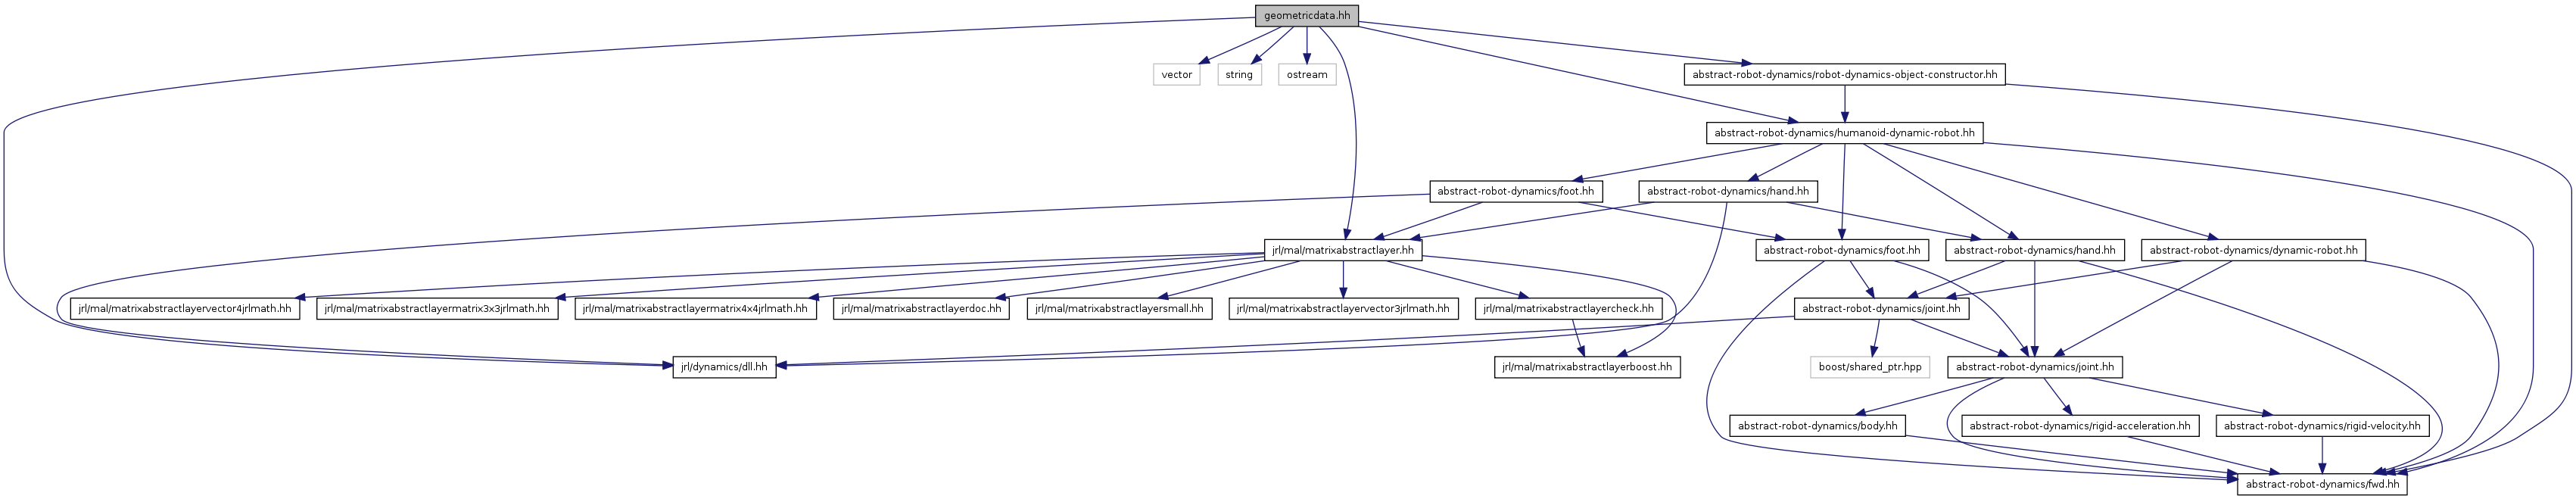 geometricdata.hh
vector
string
ostream
abstract-robot-dynamics/robot-dynamics-object-constructor.hh
abstract-robot-dynamics/humanoid-dynamic-robot.hh
abstract-robot-dynamics/foot.hh
abstract-robot-dynamics/hand.hh
jrl/mal/matrixabstractlayer.hh
abstract-robot-dynamics/foot.hh
abstract-robot-dynamics/hand.hh
abstract-robot-dynamics/dynamic-robot.hh
jrl/mal/matrixabstractlayervector4jrlmath.hh
jrl/mal/matrixabstractlayermatrix3x3jrlmath.hh
jrl/mal/matrixabstractlayermatrix4x4jrlmath.hh
jrl/mal/matrixabstractlayerdoc.hh
jrl/mal/matrixabstractlayersmall.hh
jrl/mal/matrixabstractlayervector3jrlmath.hh
jrl/mal/matrixabstractlayercheck.hh
abstract-robot-dynamics/joint.hh
jrl/dynamics/dll.hh
jrl/mal/matrixabstractlayerboost.hh
boost/shared_ptr.hpp
abstract-robot-dynamics/joint.hh
abstract-robot-dynamics/body.hh
abstract-robot-dynamics/rigid-acceleration.hh
abstract-robot-dynamics/rigid-velocity.hh
abstract-robot-dynamics/fwd.hh